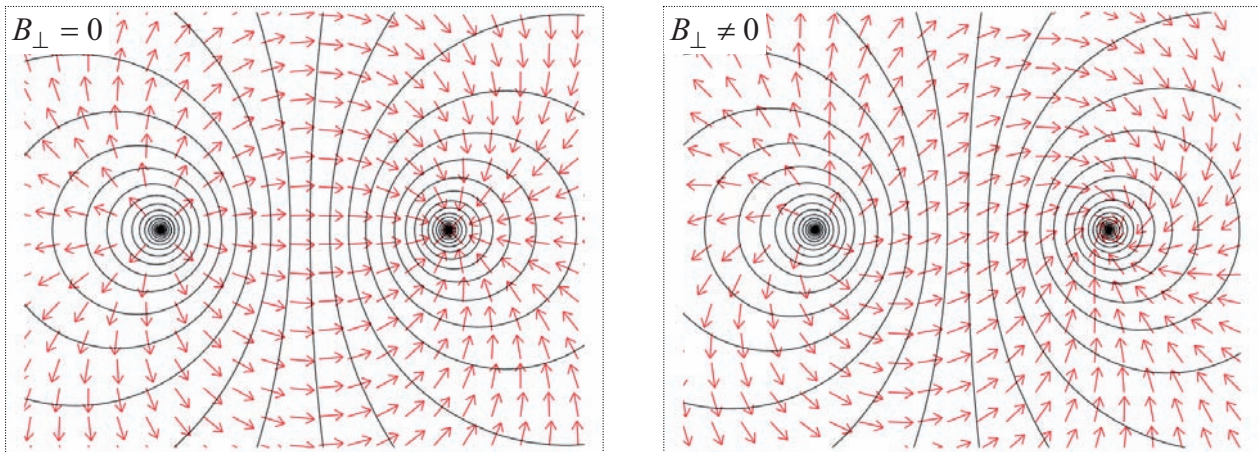 B⊥ = 0
B⊥ ≠ 0